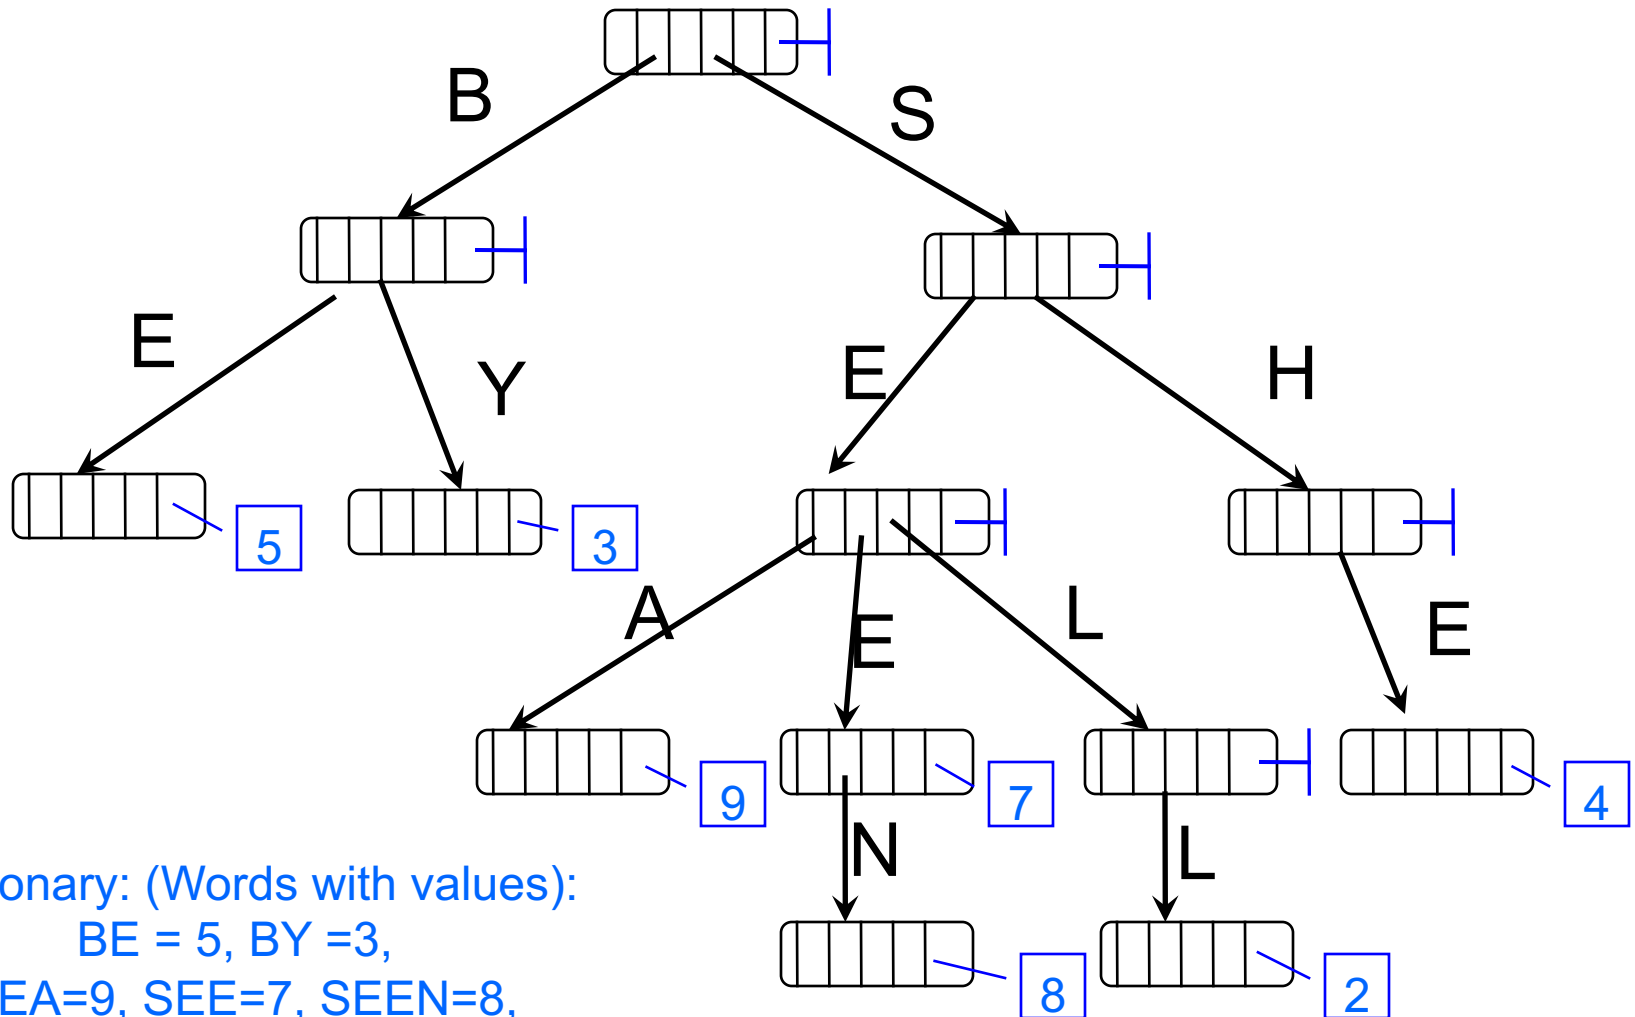 B
S
E
Y
E
H
5
3
A
E
L
E
9
7
4
N
L
onary: (Words with values):
BE = 5, BY =3,
EA=9, SEE=7, SEEN=8,
8
2